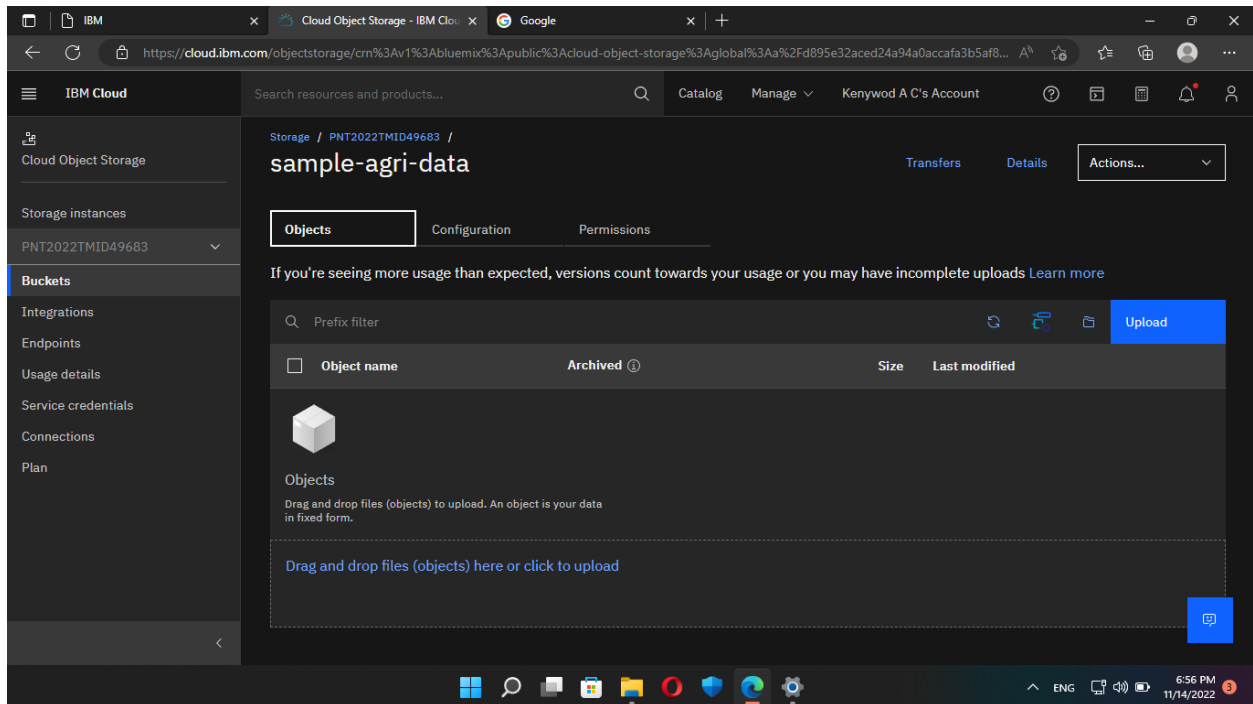 IBM
Cloud Object Storage - IBM Clou
Google
https://cloud.ibm.com/objectstorage/crn%3Av1%3Abluemix%3Apublic%3Acloud-object-storage%3Aglobal%3Aa%2Fd895e32aced24a94a0accafa3b5af8...
IBM Cloud
Search resources and products...
Catalog
Manage
Kenywod A C's Account
Cloud Object Storage
Storage instances
PNT2022TMID49683
Buckets
Integrations
Endpoints
Usage details
Service credentials
Connections
Plan
Storage / PNT2022TMID49683 /
sample-agri-data
Transfers
Details
Actions...
Objects
Configuration
Permissions
If you're seeing more usage than expected, versions count towards your usage or you may have incomplete uploads Learn more
Prefix filter
Upload
Object name
Archived
Size
Last modified
Objects
Drag and drop files (objects) to upload. An object is your data
in fixed form.
Drag and drop files (objects) here or click to upload
ENG
6:56 PM
11/14/2022
3